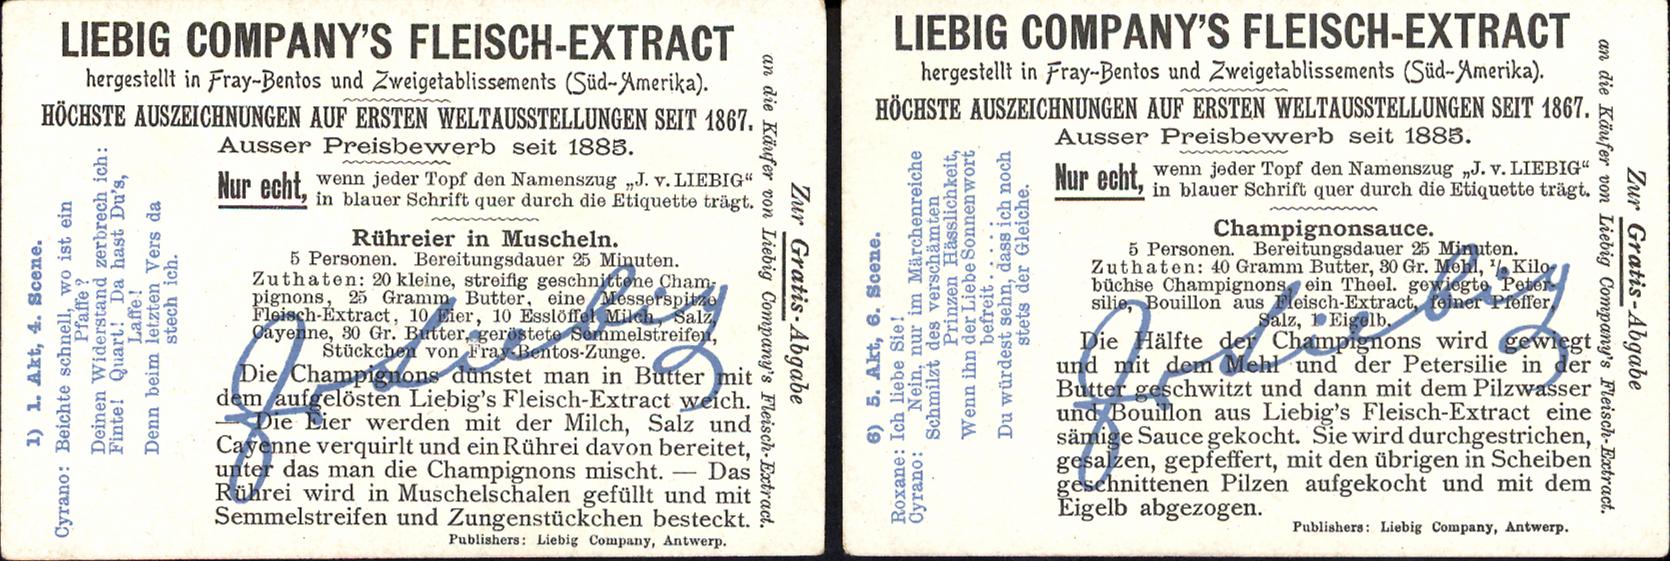 LIEBIG COMPANY'S FLEISCH-EXTRACT
hergestellt in Fray-Bentos und Zweigetablissements (Süd-Amerika).
HÖCHSTE AUSZEICHNUNGEN AUF ERSTEN WELTAUSSTELLUNGEN SEIT 1867.
Ausser Preisbewerb seit 1885.
Nur echt, wenn jeder Topf den Namenszug „J. v. LIEBIG“
in blauer Schrift quer durch die Etiquette trägt.
Rühreier in Muscheln.
5 Personen. Bereitungsdauer 25 Minuten.
Zuthaten: 20 kleine, streifig geschnittene Cham-
pignons, 25 Gramm Butter, eine Messerspitze
Fleisch-Extract, 10 Eier, 10 Esslöffel Milch, Salz,
Cayenne, 30 Gr. Butter, geröstete Semmelstreifen,
Stückchen von Fray-Bentos-Zunge.
Die Champignons dünstet man in Butter mit
dem aufgelösten Liebig's Fleisch-Extract weich.
— Die Eier werden mit der Milch, Salz und
Cayenne verquirlt und ein Rührei davon bereitet,
unter das man die Champignons mischt. — Das
Rührei wird in Muschelschalen gefüllt und mit
Semmelstreifen und Zungenstückchen besteckt.
Publishers: Liebig Company, Antwerp.
1) 1. Akt, 4. Scene.
Cyrano: Beichte schnell, wo ist ein
Pfaffe?
Deinen Widerstand zerbrech ich:
Finte! Quart! Da hast Du's,
Laffe!
Denn beim letzten Vers da
stech ich.
Zur Gratis-Abgabe
an die Käufer von Liebig Company's Fleisch-Extract.
J v Liebig
LIEBIG COMPANY'S FLEISCH-EXTRACT
hergestellt in Fray-Bentos und Zweigetablissements (Süd-Amerika).
HÖCHSTE AUSZEICHNUNGEN AUF ERSTEN WELTAUSSTELLUNGEN SEIT 1867.
Ausser Preisbewerb seit 1885.
Nur echt, wenn jeder Topf den Namenszug „J. v. LIEBIG“
in blauer Schrift quer durch die Etiquette trägt.
Champignonsauce.
5 Personen. Bereitungsdauer 25 Minuten.
Zuthaten: 40 Gramm Butter, 30 Gr. Mehl, Kilo-
büchse Champignons, ein Theel. gewiegte Peter-
silie, Bouillon aus Fleisch-Extract, feiner Pfeffer,
Salz, 1 Eigelb.
Die Hälfte der Champignons wird gewiegt
und mit dem Mehl und der Petersilie in der
Butter geschwitzt und dann mit dem Pilzwasser
und Bouillon aus Liebig's Fleisch-Extract eine
sämige Sauce gekocht. Sie wird durchgestrichen,
gesalzen, gepfeffert, mit den übrigen in Scheiben
geschnittenen Pilzen aufgekocht und mit dem
Eigelb abgezogen.
Publishers: Liebig Company, Antwerp.
6) 5. Akt, 6. Scene.
Roxane: Ich liebe Sie!
Cyrano: Nein, nur im Märchenreiche
Schmilzt des verschämten
Prinzen Hässlichkeit,
Wenn ihn der Liebe Sonnenwort
befreit......;
Du würdest sehn, dass ich noch
stets der Gleiche.
Zur Gratis-Abgabe
an die Käufer von Liebig Company's Fleisch-Extract.
J v Liebig